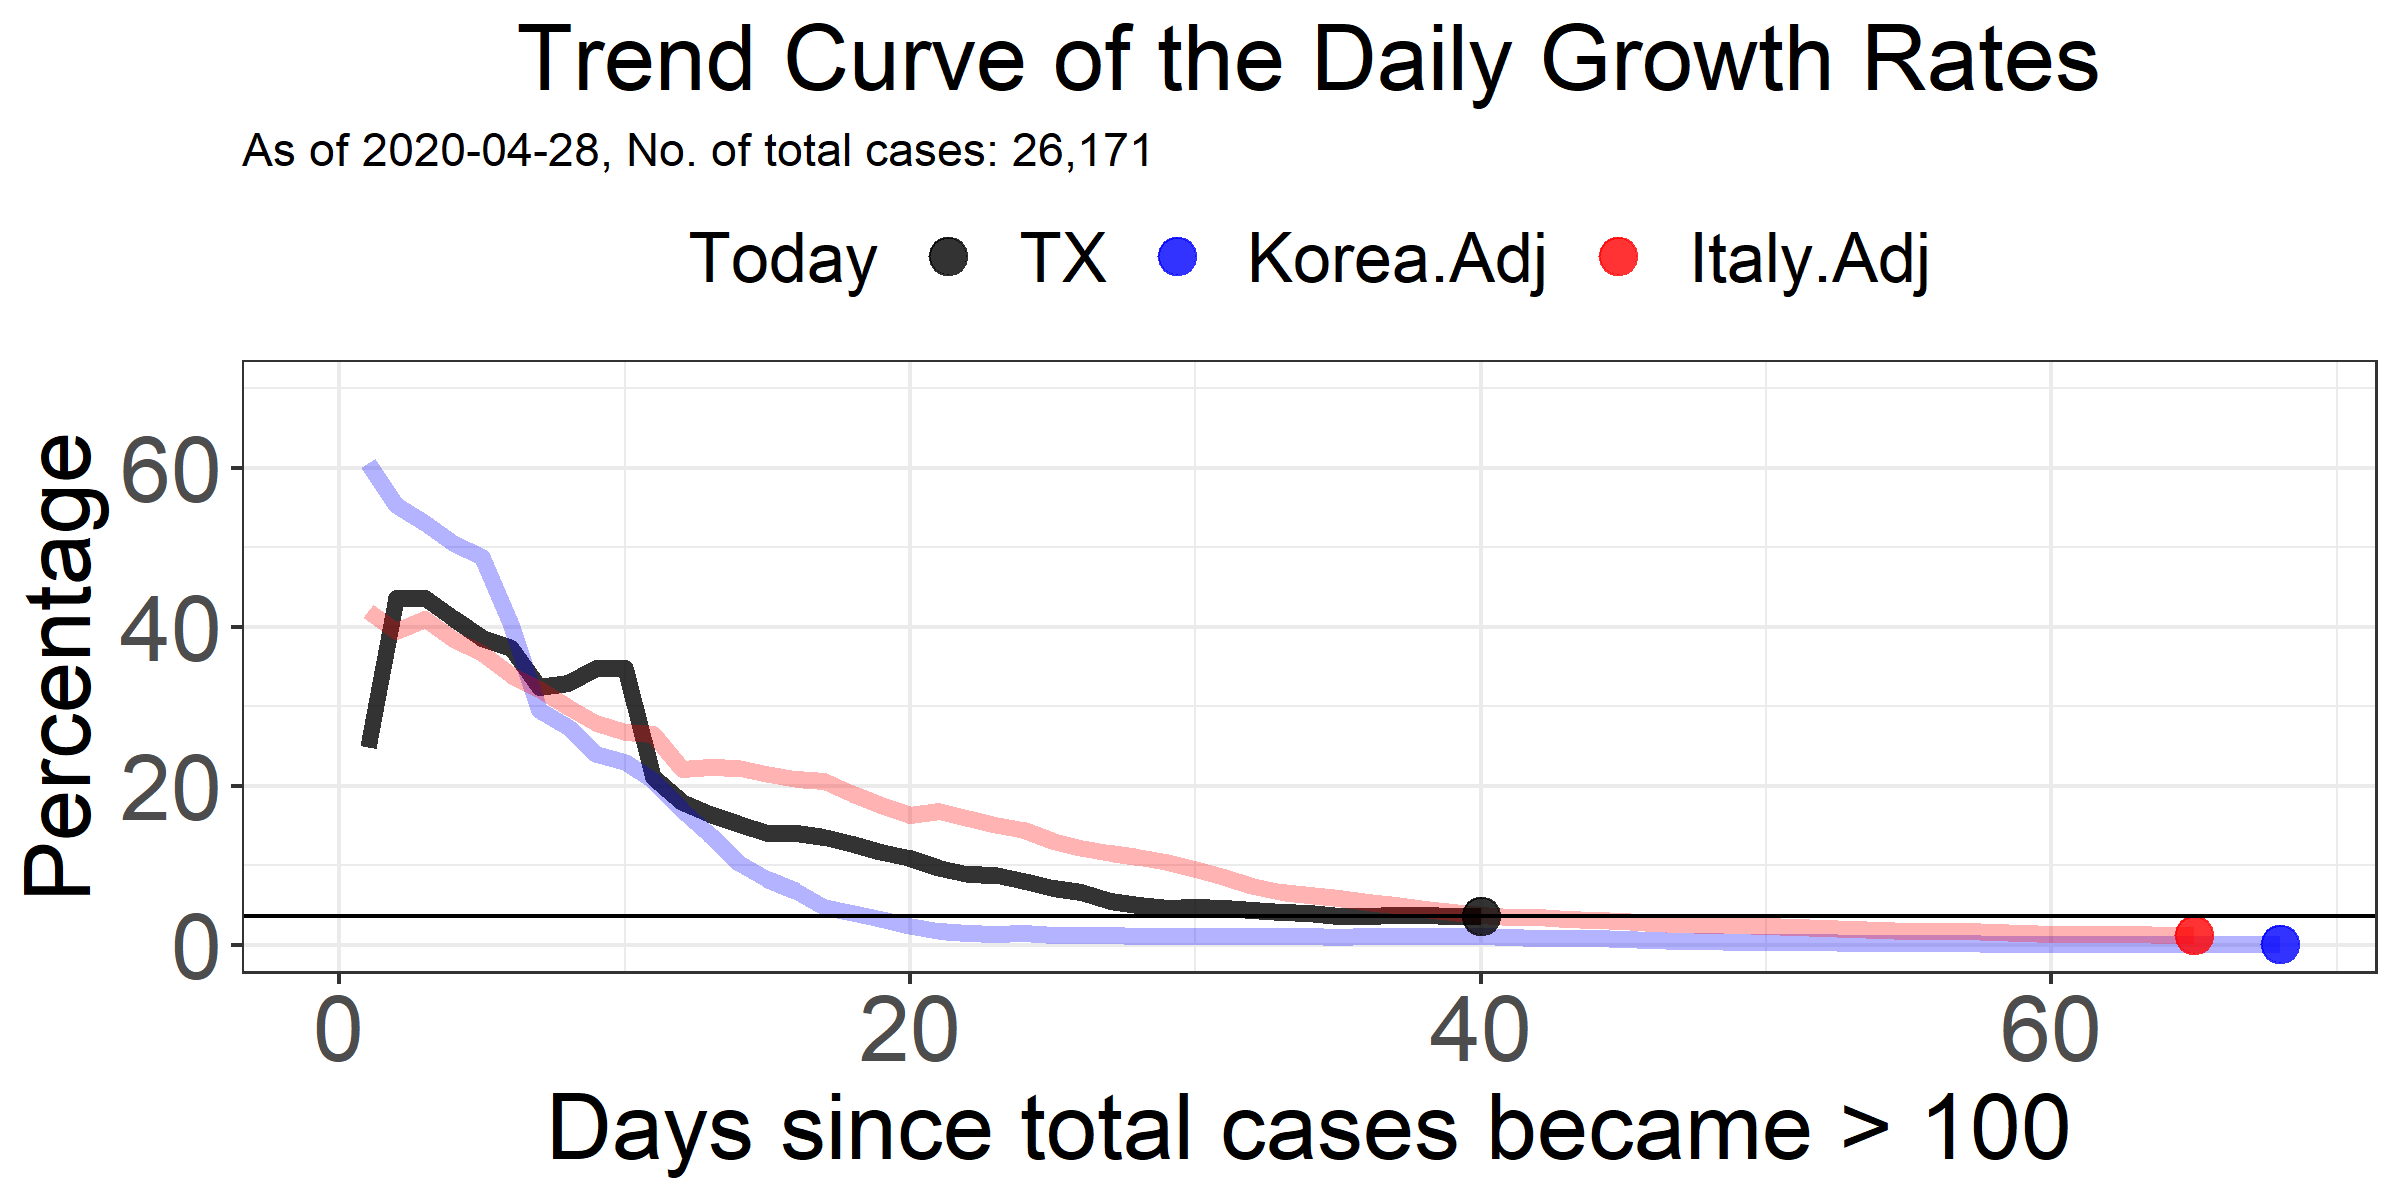 Trend Curve of the Daily Growth Rates
As of 2020-04-28, No. of total cases: 26,171
Today TX Korea.Adj Italy.Adj
Percentage
60
40
20
0
0 20 40 60
Days since total cases became > 100